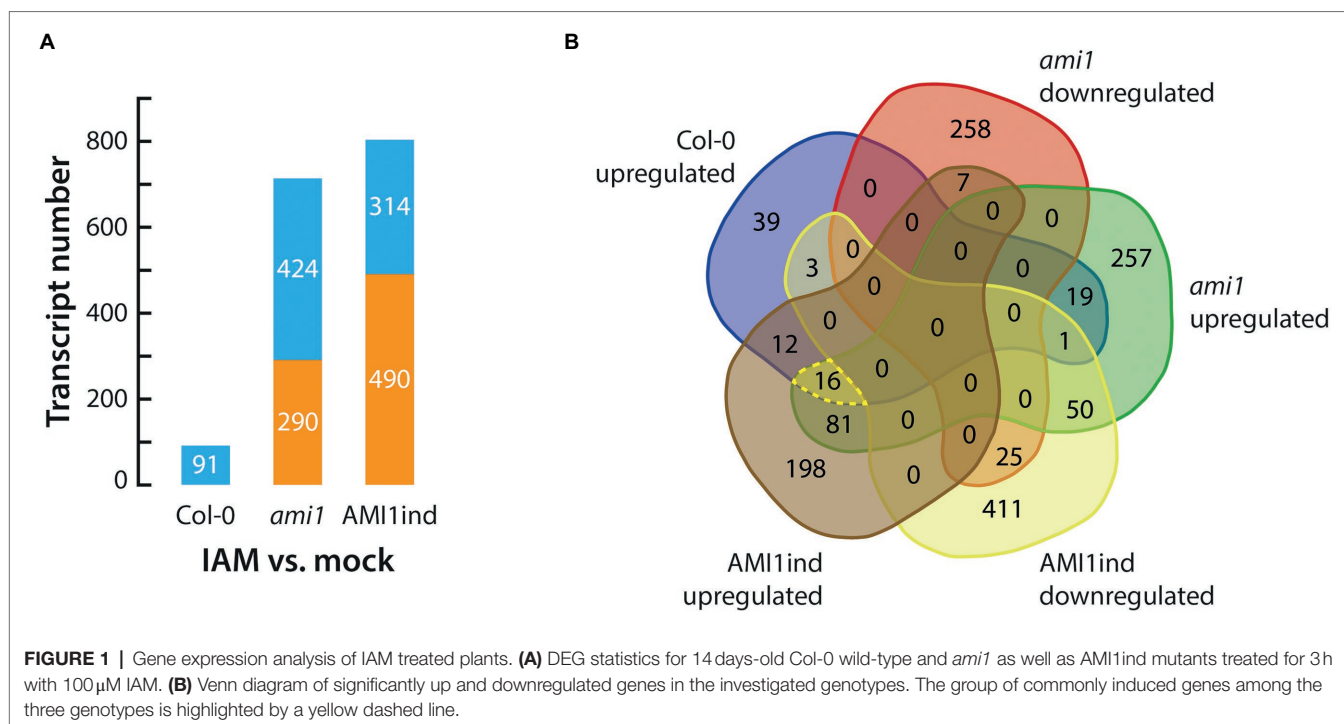 A
Transcript number
800
600
400
200
0
91
424
290
314
490
Col-0
ami1
AMI1ind
IAM vs. mock
B
Col-0
upregulated
ami1
downregulated
ami1
upregulated
AMI1ind
upregulated
AMI1ind
downregulated
258
7
0
0
0
0
39
0
0
257
3
0
0
19
0
0
0
1
12
0
16
0
0
0
50
81
0
0
25
198
0
411
FIGURE 1 | Gene expression analysis of IAM treated plants. (A) DEG statistics for 14 days-old Col-0 wild-type and ami1 as well as AMI1ind mutants treated for 3 h
with 100 μM IAM. (B) Venn diagram of significantly up and downregulated genes in the investigated genotypes. The group of commonly induced genes among the
three genotypes is highlighted by a yellow dashed line.